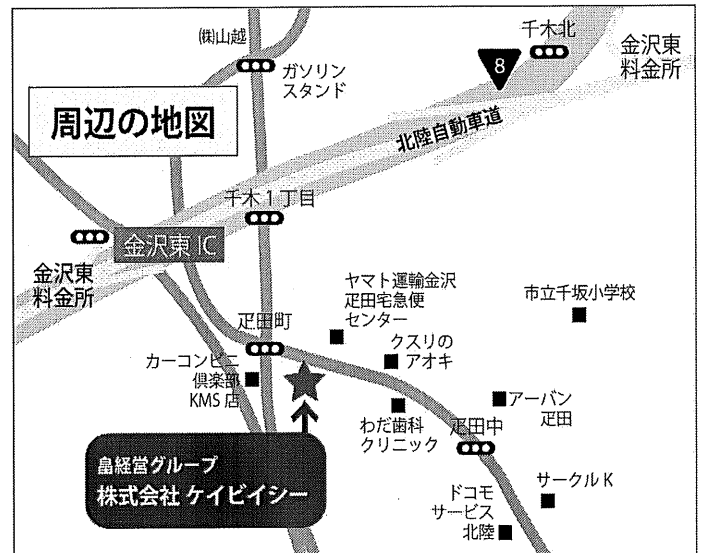 千木北
㈱山越
金沢東
料金所
ガソリン
スタンド
8
周辺の地図
北陸自動車道
千木1丁目
金沢東 IC
金沢東
料金所
ヤマト運輸金沢
疋田宅急便
センター
市立千坂小学校
疋田町
クスリの
アオキ
カーコンビニ
倶楽部
KMS 店
アーバン
疋田
わだ歯科
クリニック
疋田中
畠経営グループ
株式会社 ケイビイシー
サークル K
ドコモ
サービス
北陸